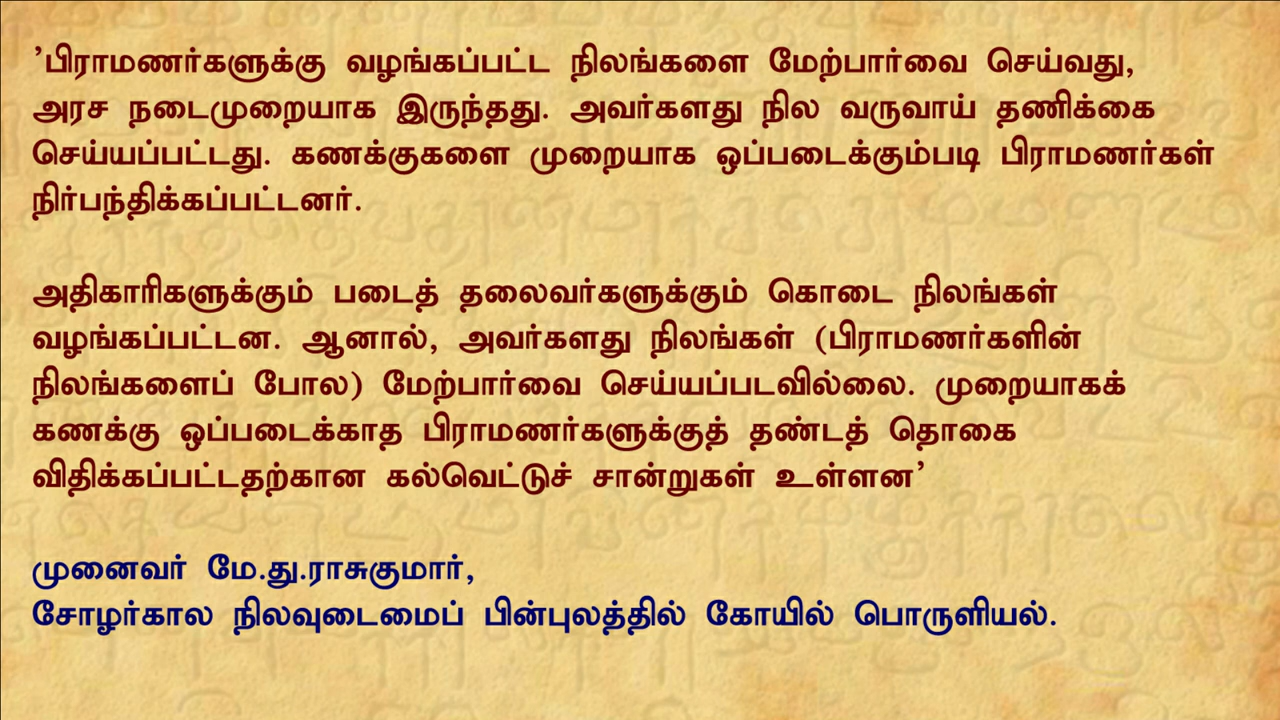 ’பிராமணர்களுக்கு வழங்கப்பட்ட நிலங்களை மேற்பார்வை செய்வது,
அரச நடைமுறையாக இருந்தது. அவர்களது நில வருவாய் தணிக்கை
செய்யப்பட்டது. கணக்குகளை முறையாக ஒப்படைக்கும்படி பிராமணர்கள்
நிர்பந்திக்கப்பட்டனர்.
அதிகாரிகளுக்கும் படைத் தலைவர்களுக்கும் கொடை நிலங்கள்
வழங்கப்பட்டன. ஆனால், அவர்களது நிலங்கள் (பிராமணர்களின்
நிலங்களைப் போல) மேற்பார்வை செய்யப்படவில்லை. முறையாகக்
கணக்கு ஒப்படைக்காத பிராமணர்களுக்குத் தண்டத் தொகை
விதிக்கப்பட்டதற்கான கல்வெட்டுச் சான்றுகள் உள்ளன’
முனைவர் மே.து.ராசுகுமார்,
சோழர்கால நிலவுடைமைப் பின்புலத்தில் கோயில் பொருளியல்.